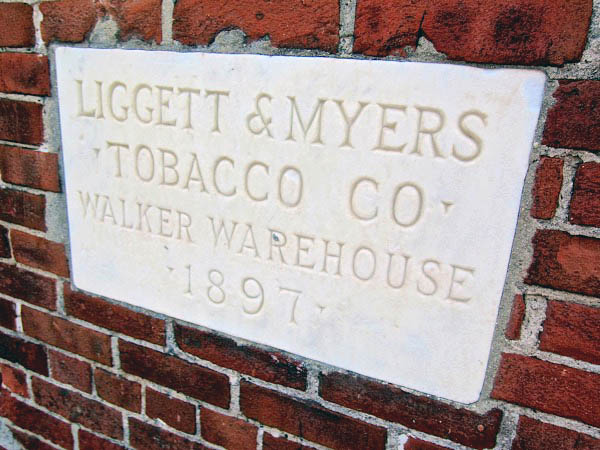 LIGGETT & MYERS
· TOBACCO CO ·
WALKER WAREHOUSE
· 1897 ·